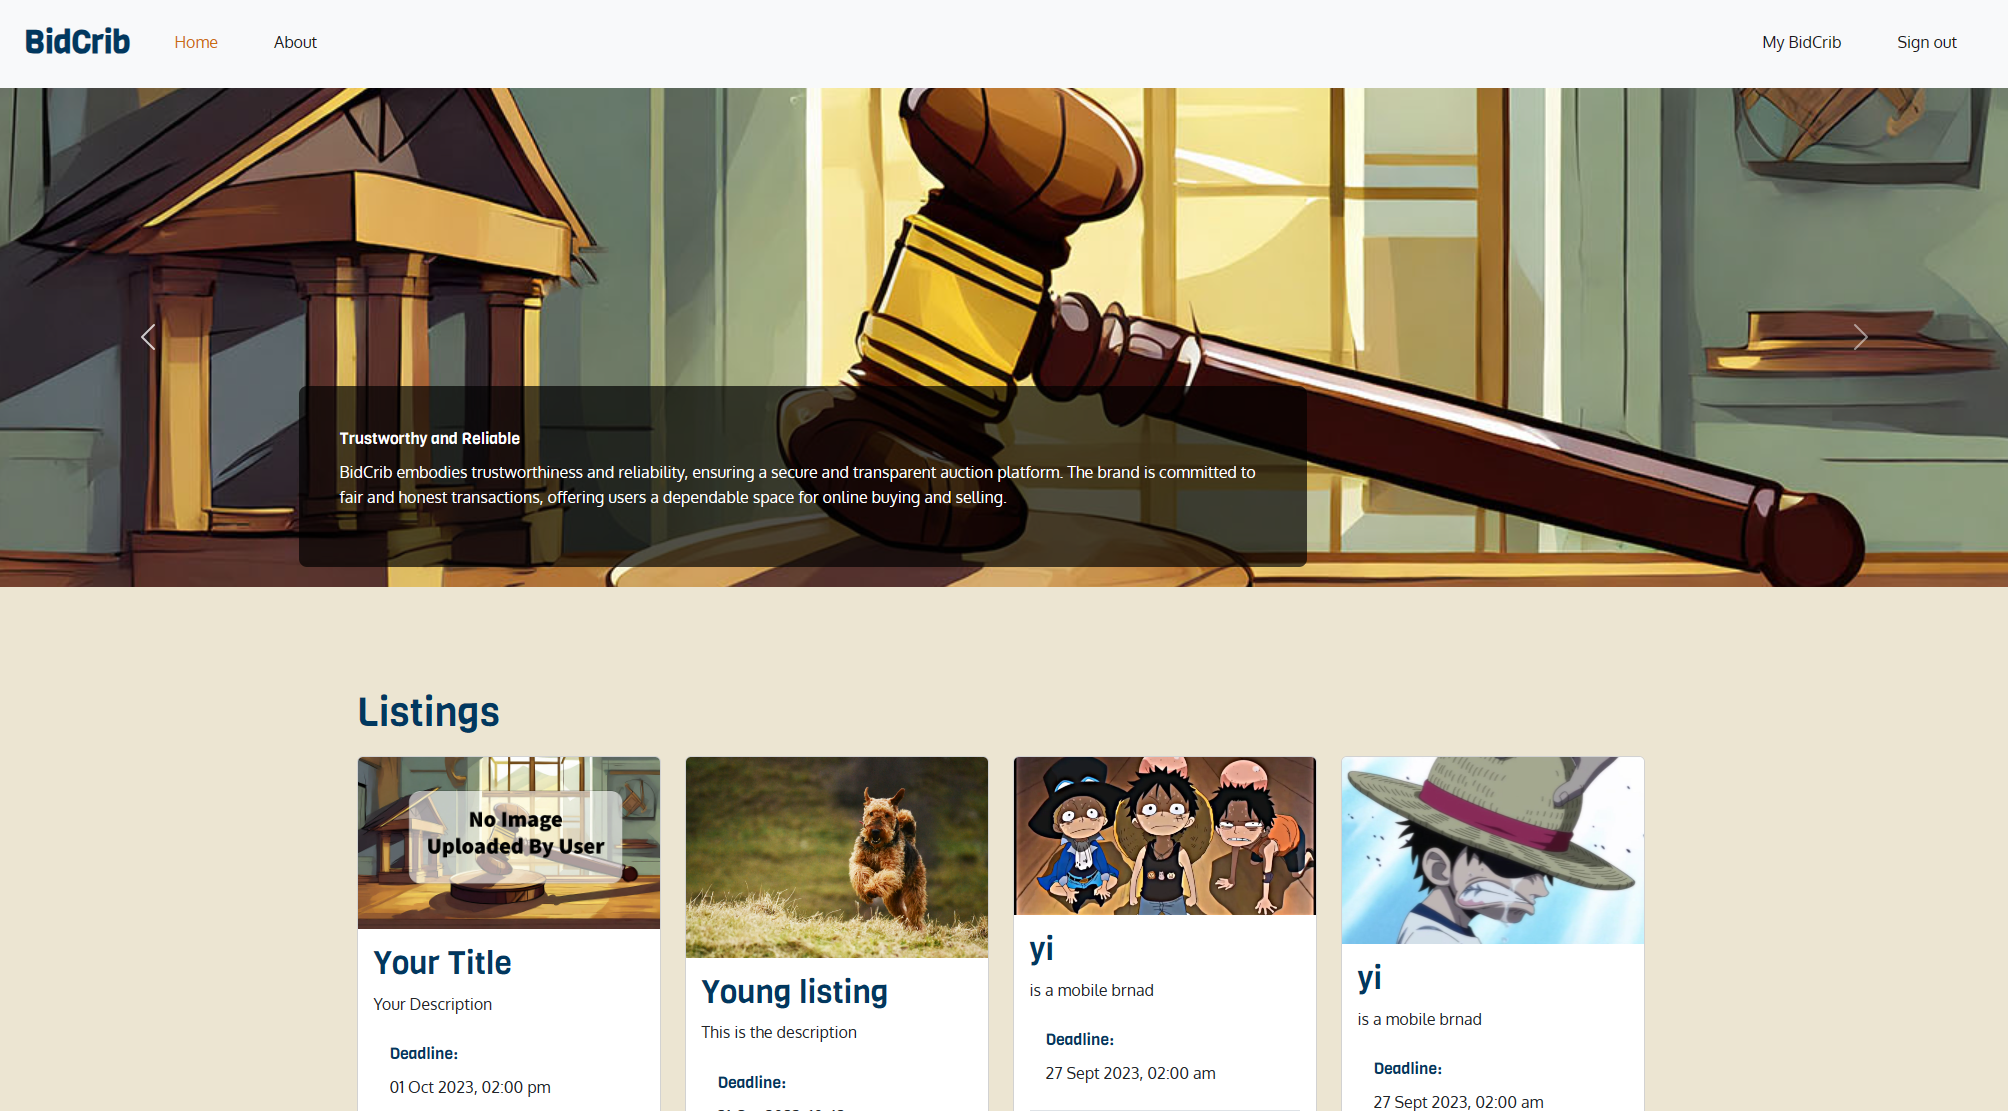 BidCrib
Home
About
My BidCrib
Sign out
Trustworthy and Reliable
BidCrib embodies trustworthiness and reliability, ensuring a secure and transparent auction platform. The brand is committed to
fair and honest transactions, offering users a dependable space for online buying and selling.
Listings
No Image
Uploaded By User
Your Title
Your Description
Deadline:
01 Oct 2023, 02:00 pm
Young listing
This is the description
Deadline:
yi
is a mobile brnad
Deadline:
27 Sept 2023, 02:00 am
yi
is a mobile brnad
Deadline:
27 Sept 2023, 02:00 am